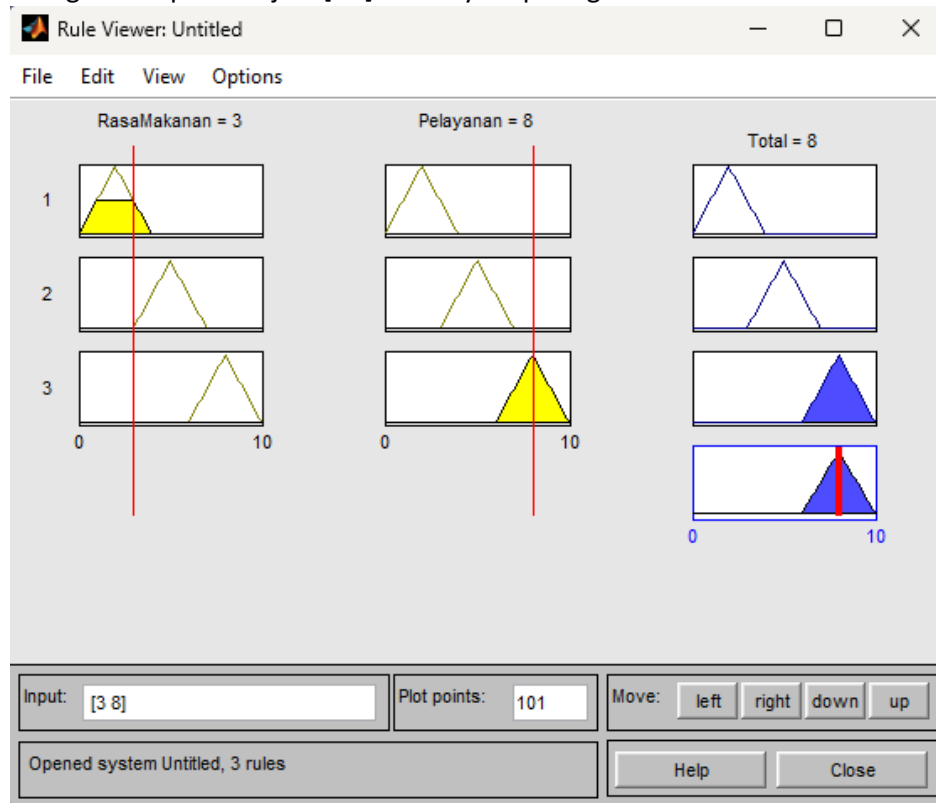 Rule Viewer: Untitled
File Edit View Options
RasaMakanan = 3
Pelayanan = 8
Total = 8
1
2
3
0 10
0 10
0 10
Input: [3 8]
Plot points: 101
Move: left right down up
Opened system Untitled, 3 rules
Help Close